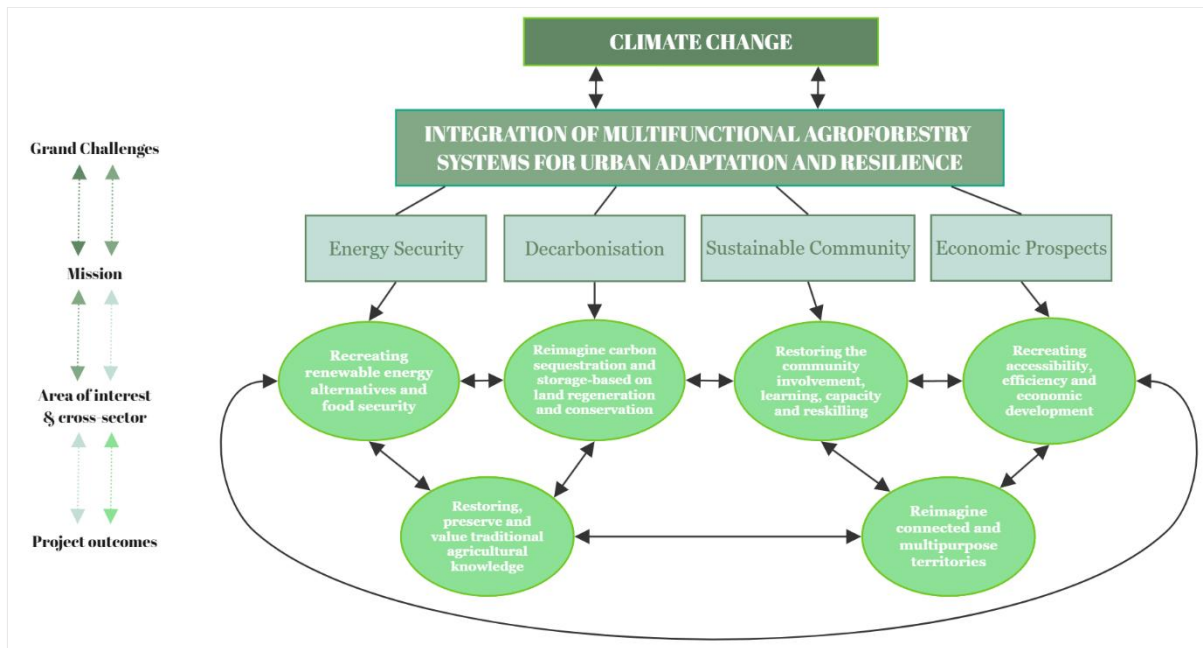 CLIMATE CHANGE
INTEGRATION OF MULTIFUNCTIONAL AGROFORESTRY
SYSTEMS FOR URBAN ADAPTATION AND RESILIENCE
Grand Challenges
Mission
Area of interest
& cross-sector
Project outcomes
Energy Security
Decarbonisation
Sustainable Community
Economic Prospects
Recreating
renewable energy
alternatives and
food security
Reimagine carbon
sequestration and
storage-based on
land regeneration
and conservation
Restoring the
community
involvement,
learning, capacity
and reskilling
Recreating
accessibility,
efficiency and
economic
development
Restoring,
preserve and
value traditional
agricultural
knowledge
Reimagine
connected and
multipurpose
territories